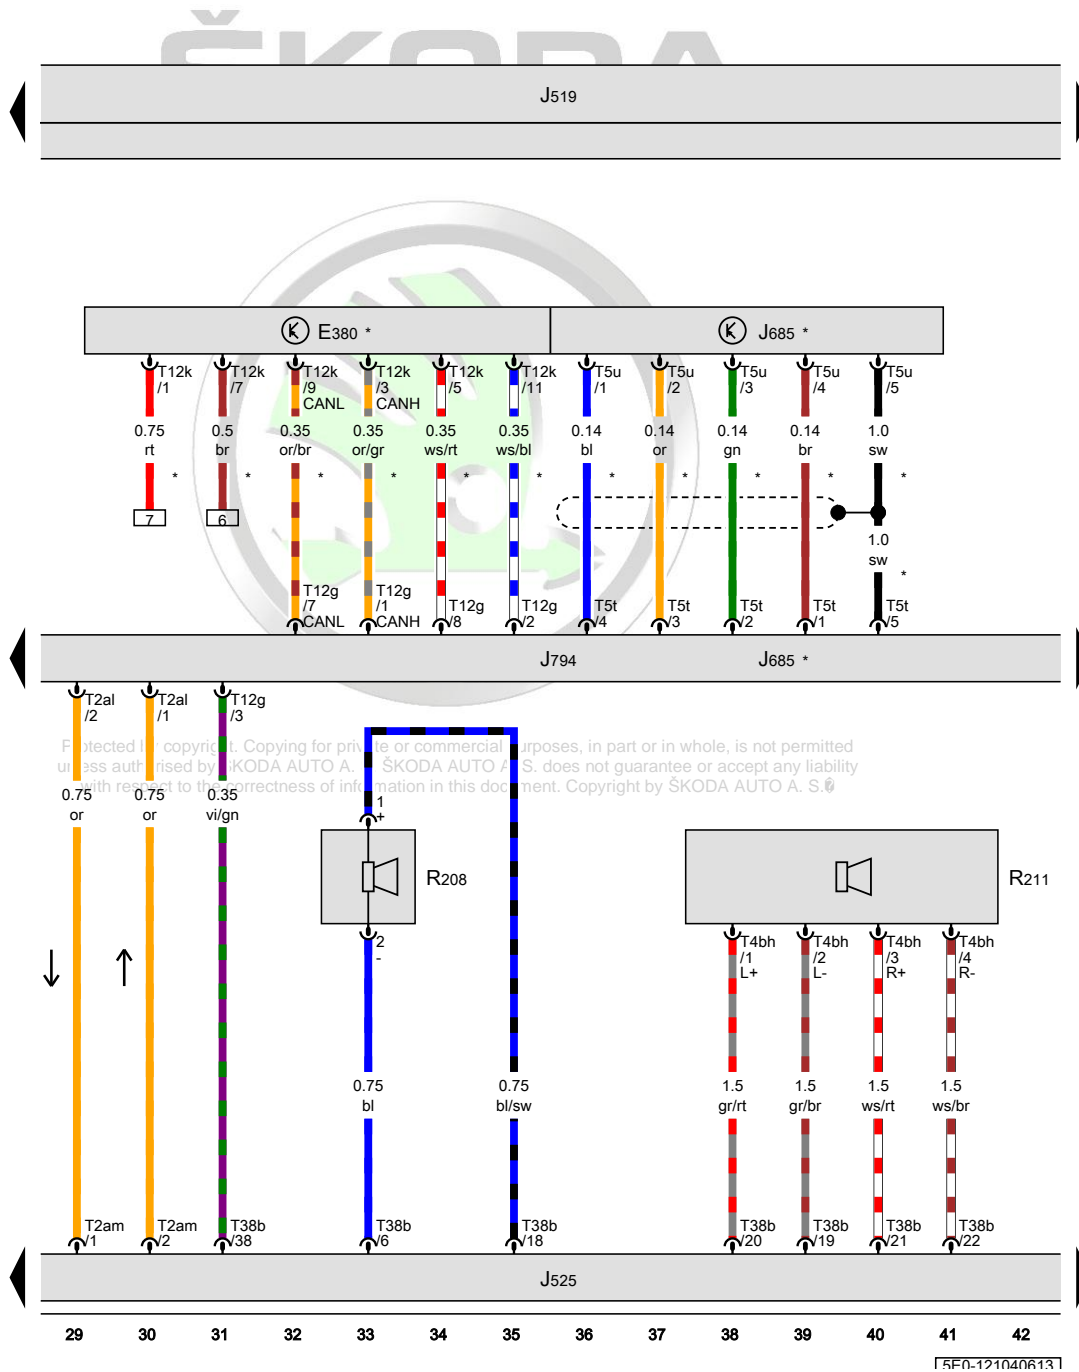 ŠKODA
J519
E380 *
J685 *
T12k T12k T12k T12k T12k T12k T5u T5u T5u T5u T5u
/1 /7 /9 /3 /5 /11 /1 /2 /3 /4 /5
CANL CANH
0.75 0.5 0.35 0.35 0.35 0.35 0.14 0.14 0.14 0.14 1.0
rt br or/br or/gr ws/rt ws/bl bl or gn br sw
* * * * * * * * * * *
7 6
1.0
sw
*
T12g T12g
/7 /1 T12g T12g T5t T5t T5t T5t T5t
CANL CANH /8 /2 /4 /3 /2 /1 /5
J794 J685 *
T2al T2al T12g
/2 /1 /3
Protected by copyright. Copying for private or commercial purposes, in part or in whole, is not permitted
unless authorised by ŠKODA AUTO A. S. ŠKODA AUTO A. S. does not guarantee or accept any liability
with respect to the correctness of information in this document. Copyright by ŠKODA AUTO A. S.�
0.75 0.75 0.35
or or vi/gn
1
+
R208 R211
2
-
T4bh T4bh T4bh T4bh
/1 /2 /3 /4
L+ L- R+ R-
0.75 0.75 1.5 1.5 1.5 1.5
bl bl/sw gr/rt gr/br ws/rt ws/br
T2am T2am T38b T38b T38b T38b T38b T38b T38b
/1 /2 /38 /6 /18 /20 /19 /21 /22
J525
29 30 31 32 33 34 35 36 37 38 39 40 41 42
5E0-121040613